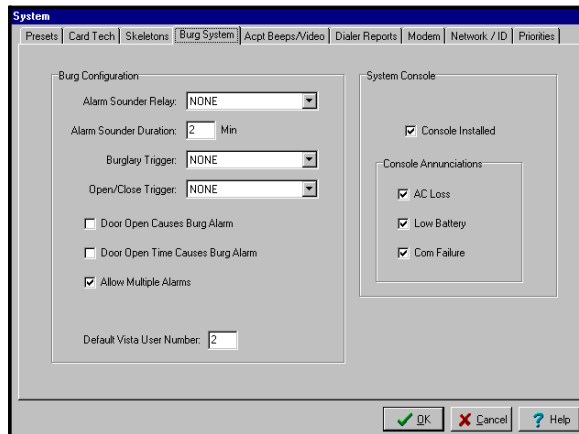 System
Presets Card Tech Skeletons Burg System Acpt Beeps/Video Dialer Reports Modem Network / ID Priorities
Burg Configuration
Alarm Sounder Relay: NONE
Alarm Sounder Duration: 2 Min
Burglary Trigger: NONE
Open/Close Trigger: NONE
Door Open Causes Burg Alarm
Door Open Time Causes Burg Alarm
Allow Multiple Alarms
Default Vista User Number: 2
System Console
Console Installed
Console Annunciations
AC Loss
Low Battery
Com Failure
OK Cancel Help